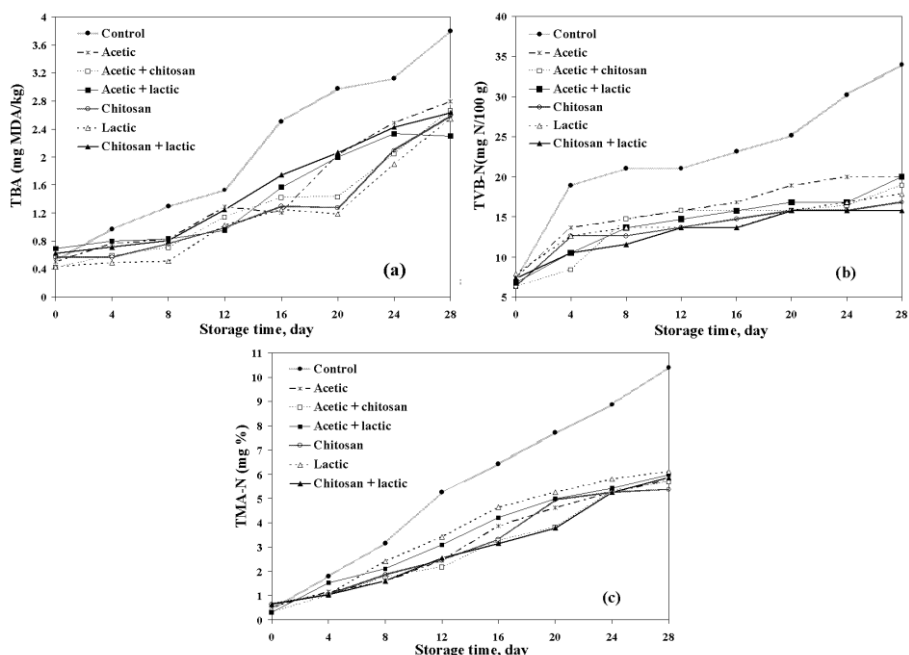 TBA (mg MDA/kg)
4
3.6
3.2
2.8
2.4
2
1.6
1.2
0.8
0.4
0
Control
Acetic
Acetic + chitosan
Acetic + lactic
Chitosan
Lactic
Chitosan + lactic
(a)
0 4 8 12 16 20 24 28
Storage time, day
TVB-N(mg N/100 g)
40
35
30
25
20
15
10
5
Control
Acetic
Acetic + chitosan
Acetic + lactic
Chitosan
Lactic
Chitosan + lactic
(b)
0 4 8 12 16 20 24 28
Storage time, day
TMA-N (mg %)
11
10
9
8
7
6
5
4
3
2
1
0
Control
Acetic
Acetic + chitosan
Acetic + lactic
Chitosan
Lactic
Chitosan + lactic
(c)
0 4 8 12 16 20 24 28
Storage time, day